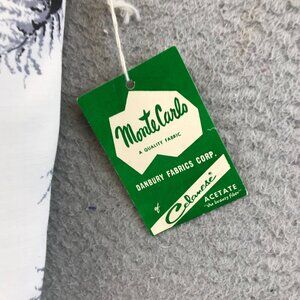 Monte Carlo
A QUALITY FABRIC
DANBURY FABRICS CORP.
of Celanese
ACETATE
"the beauty fiber"